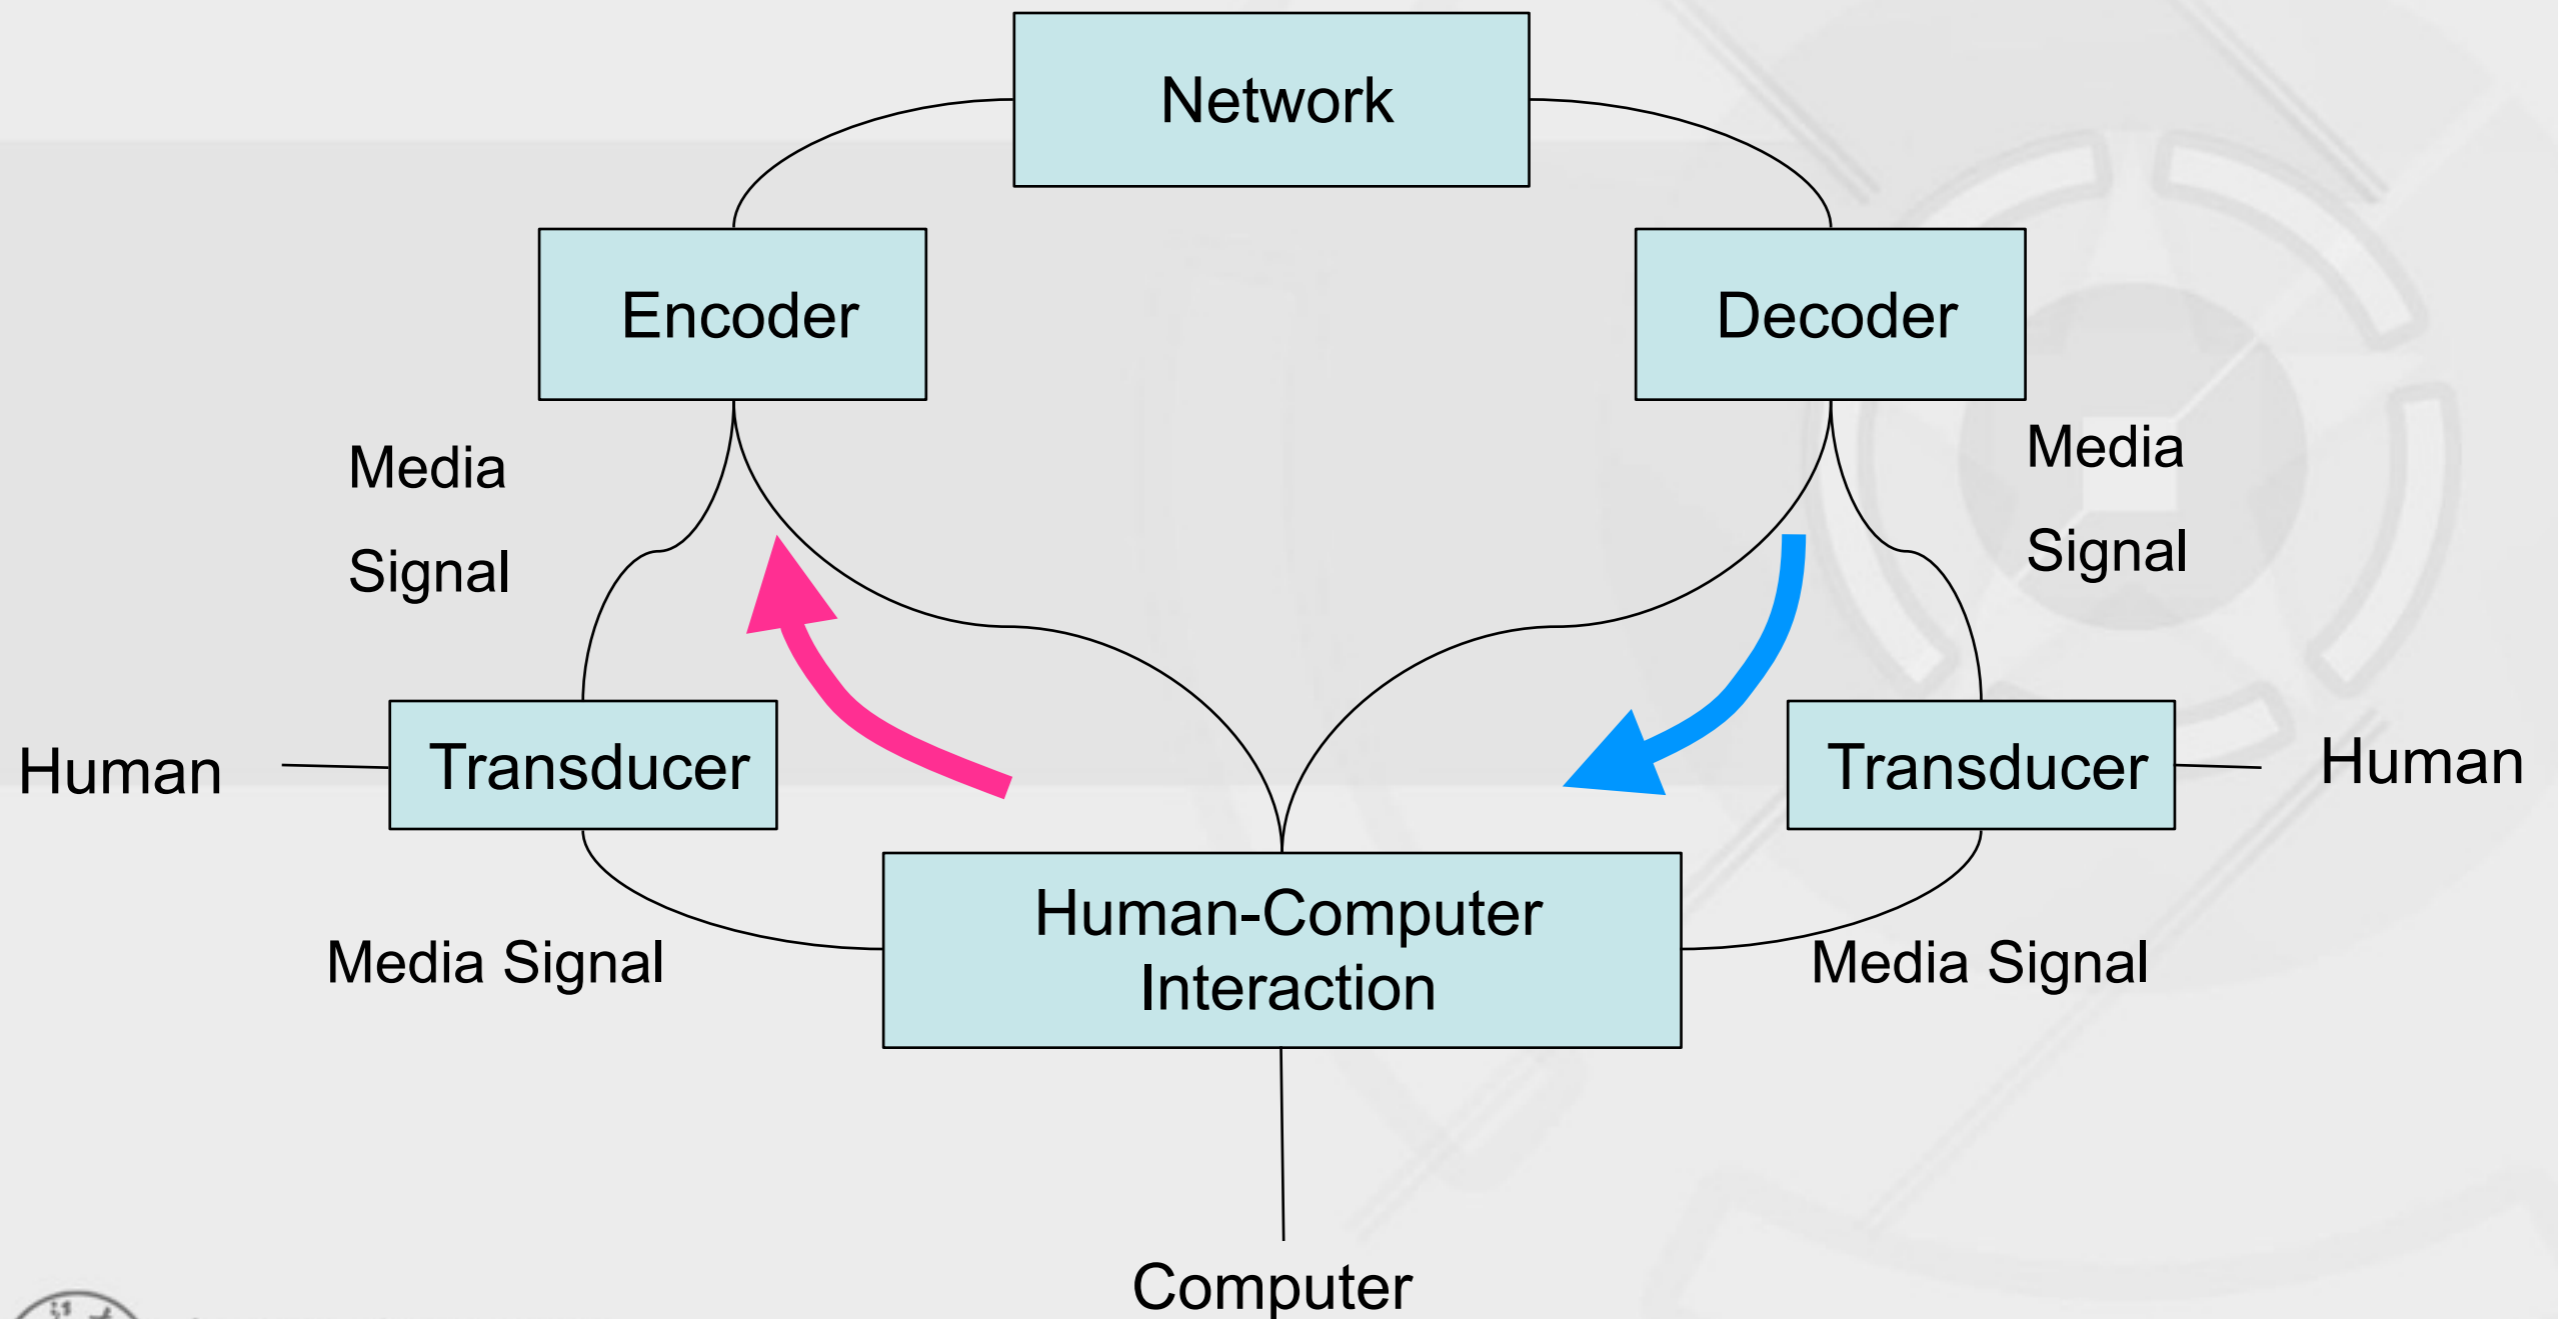 Network
Encoder
Decoder
Media
Signal
Media
Signal
Human
Transducer
Transducer
Human
Human-Computer
Interaction
Media Signal
Media Signal
Computer